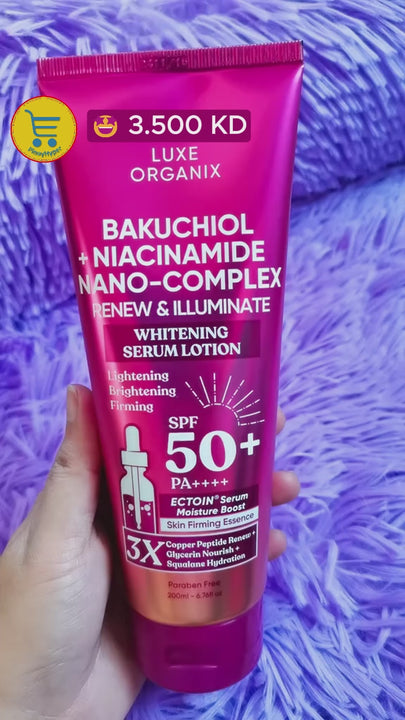 🤩 3.500 KD
PinoyHyper
LUXE
ORGANIX
BAKUCHIOL
+ NIACINAMIDE
NANO-COMPLEX
RENEW & ILLUMINATE
WHITENING
SERUM LOTION
Lightening
Brightening
Firming
SPF
50+
PA++++
ECTOIN® Serum
Moisture Boost
Skin Firming Essence
3X
Copper Peptide Renew +
Glycerin Nourish +
Squalane Hydration
Paraben Free
200ml ~ 6.76fl oz